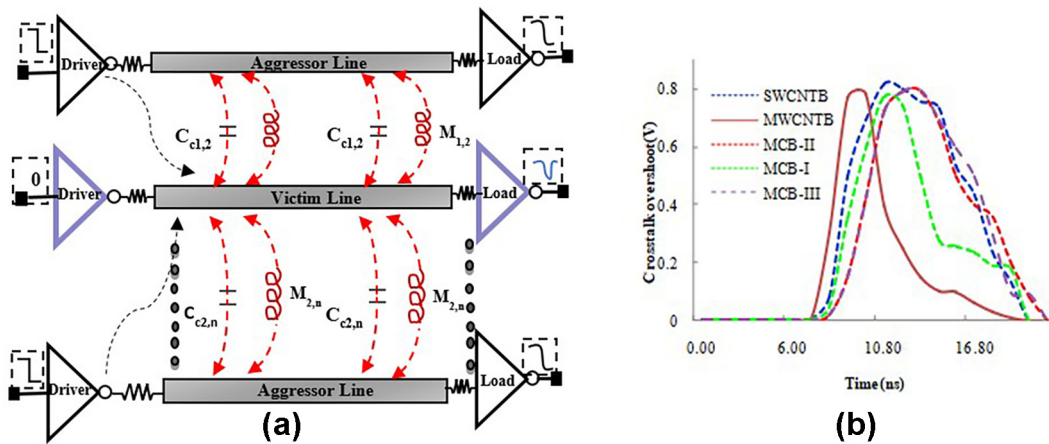 Driver
Aggressor Line
Load
Cc1,2
Cc1,2
M1,2
0
Driver
Victim Line
Load
Cc2,n
M2,n
Cc2,n
M2,n
Driver
Aggressor Line
Load
(a)
Crosstalk overshoot(V)
0.8
0.6
0.4
0.2
0
SWCNTB
MWCNTB
MCB-II
MCB-I
MCB-III
0.00 6.00 10.80 16.80
Time (ns)
(b)